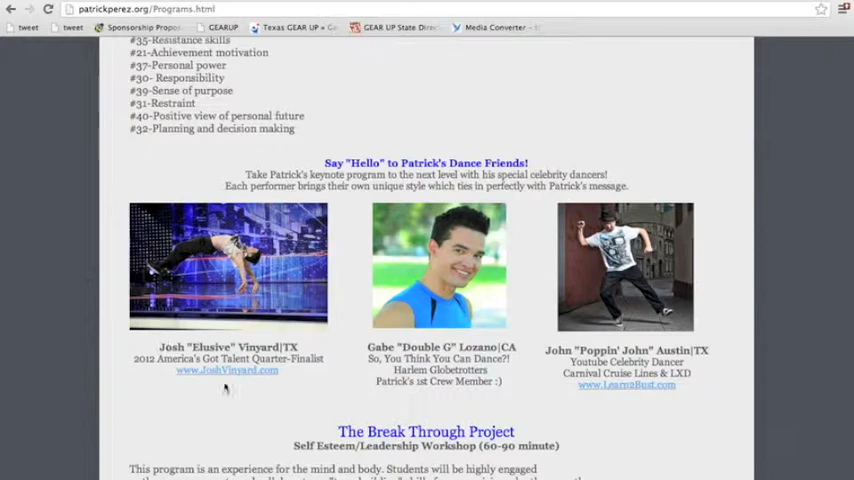 patrickperez.org/Programs.html
tweet
tweet
Sponsorship Propos
GEARUP
Texas GEAR UP
GEAR UP State Direc
Media Converter
#35-Resistance skills
#21-Achievement motivation
#37-Personal power
#30- Responsibility
#39-Sense of purpose
#31-Restraint
#40-Positive view of personal future
#32-Planning and decision making
Say "Hello" to Patrick's Dance Friends!
Take Patrick's keynote program to the next level with his special celebrity dancers!
Each performer brings their own unique style which ties in perfectly with Patrick's message.
Josh "Elusive" Vinyard|TX
2012 America's Got Talent Quarter-Finalist
www.JoshVinyard.com
Gabe "Double G" Lozano|CA
So, You Think You Can Dance?!
Harlem Globetrotters
Patrick's 1st Crew Member :)
John "Poppin' John" Austin|TX
Youtube Celebrity Dancer
Carnival Cruise Lines & LXD
www.Learn2Bust.com
The Break Through Project
Self Esteem/Leadership Workshop (60-90 minute)
This program is an experience for the mind and body. Students will be highly engaged